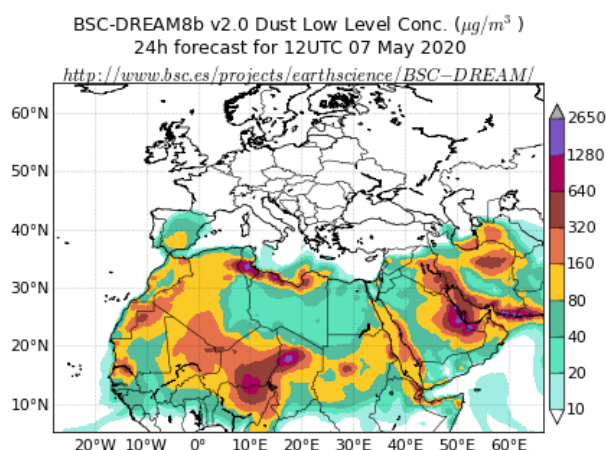 BSC-DREAM8b v2.0 Dust Low Level Conc. (μg/m³ )
24h forecast for 12UTC 07 May 2020
http://www.bsc.es/projects/earthscience/BSC−DREAM/
60°N
50°N
40°N
30°N
20°N
10°N
20°W 10°W 0° 10°E 20°E 30°E 40°E 50°E 60°E
2650
1280
640
320
160
80
40
20
10